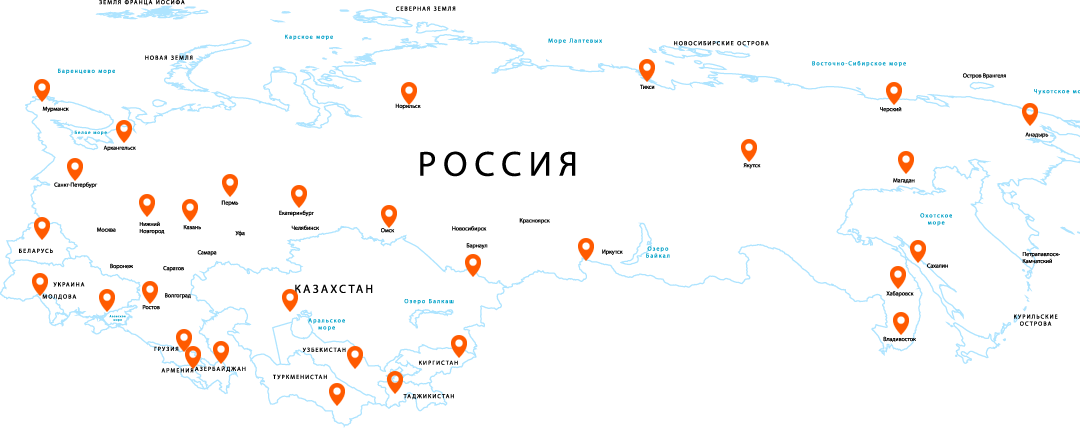 ЗЕМЛЯ ФРАНЦА ИОСИФА
СЕВЕРНАЯ ЗЕМЛЯ
Карское море
Море Лаптевых
НОВОСИБИРСКИЕ ОСТРОВА
НОВАЯ ЗЕМЛЯ
Баренцево море
Восточно-Сибирское море
Остров Врангеля
Чукотское мо
Мурманск
Норильск
Тикси
Черский
Анадырь
Белое море
Архангельск
РОССИЯ
Якутск
Магадан
Санкт-Петербург
Пермь
Екатеринбург
Нижний
Новгород
Казань
Москва
Уфа
Челябинск
Омск
Новосибирск
Красноярск
Охотское
море
БЕЛАРУСЬ
Самара
Барнаул
Иркутск
Озеро
Байкал
Петрапавлоск-
Камчатский
Воронеж
Саратов
Сахалин
УКРАИНА
МОЛДОВА
Ростов
Волгоград
КАЗАХСТАН
Озеро Балкаш
Хабаровск
Азовское
море
Аральское
море
КУРИЛЬСКИЕ
ОСТРОВА
Владивосток
ГРУЗИЯ
УЗБЕКИСТАН
КИРГИСТАН
АРМЕНИЯ
АЗЕРБАЙДЖАН
ТУРКМЕНИСТАН
ТАДЖИКИСТАН